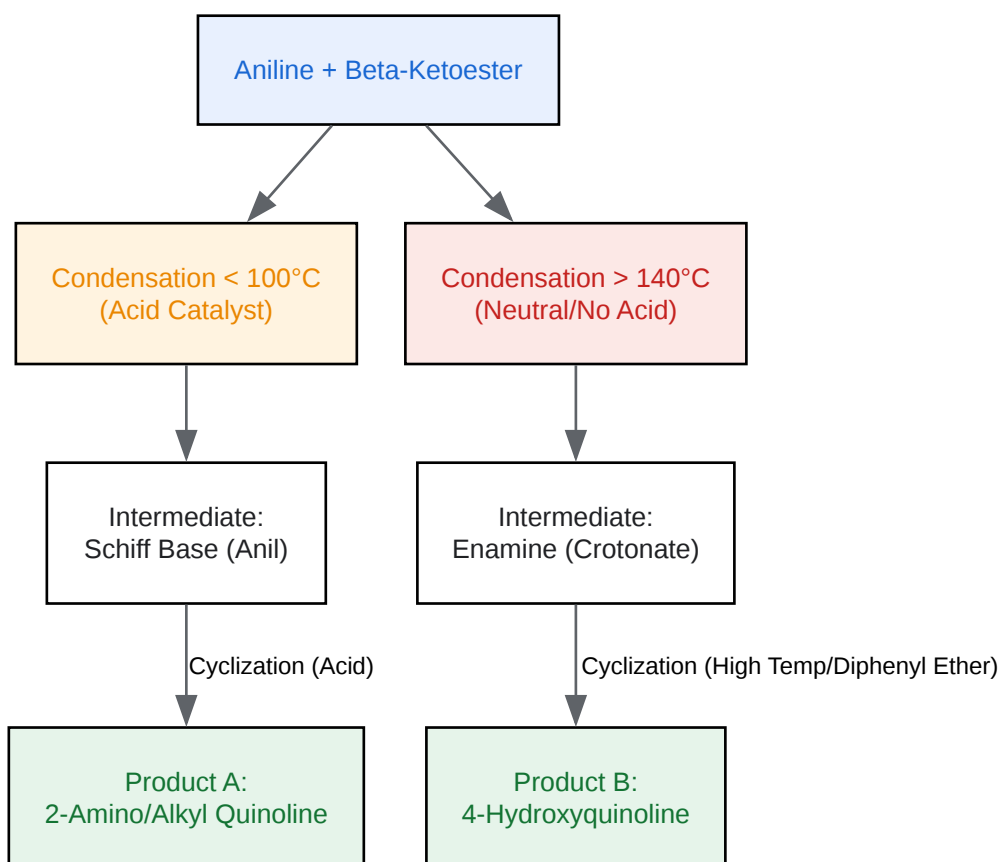 Aniline + Beta-Ketoester
Condensation < 100°C
(Acid Catalyst)
Condensation > 140°C
(Neutral/No Acid)
Intermediate:
Schiff Base (Anil)
Intermediate:
Enamine (Crotonate)
Cyclization (Acid)
Cyclization (High Temp/Diphenyl Ether)
Product A:
2-Amino/Alkyl Quinoline
Product B:
4-Hydroxyquinoline